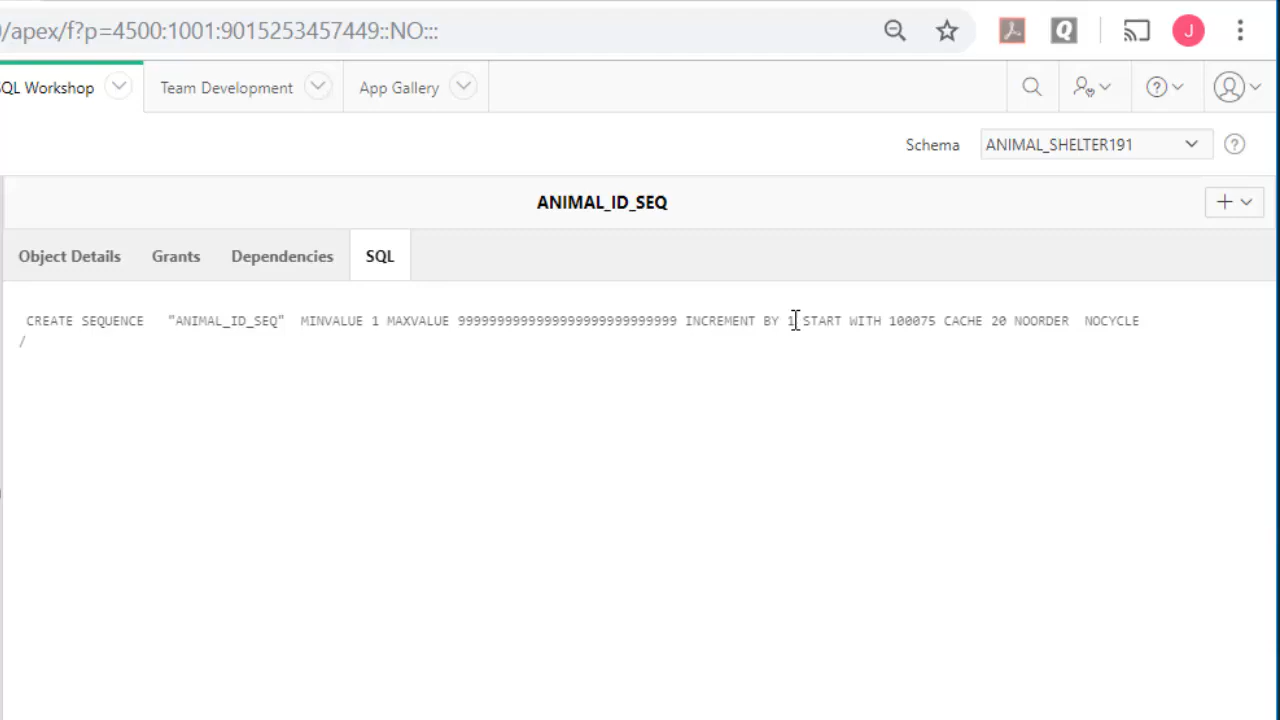 /apex/f?p=4500:1001:9015253457449::NO:::
J
QL Workshop
Team Development
App Gallery
Schema
ANIMAL_SHELTER191
ANIMAL_ID_SEQ
Object Details
Grants
Dependencies
SQL
CREATE SEQUENCE "ANIMAL_ID_SEQ" MINVALUE 1 MAXVALUE 9999999999999999999999999999 INCREMENT BY 1 START WITH 100075 CACHE 20 NOORDER NOCYCLE
/